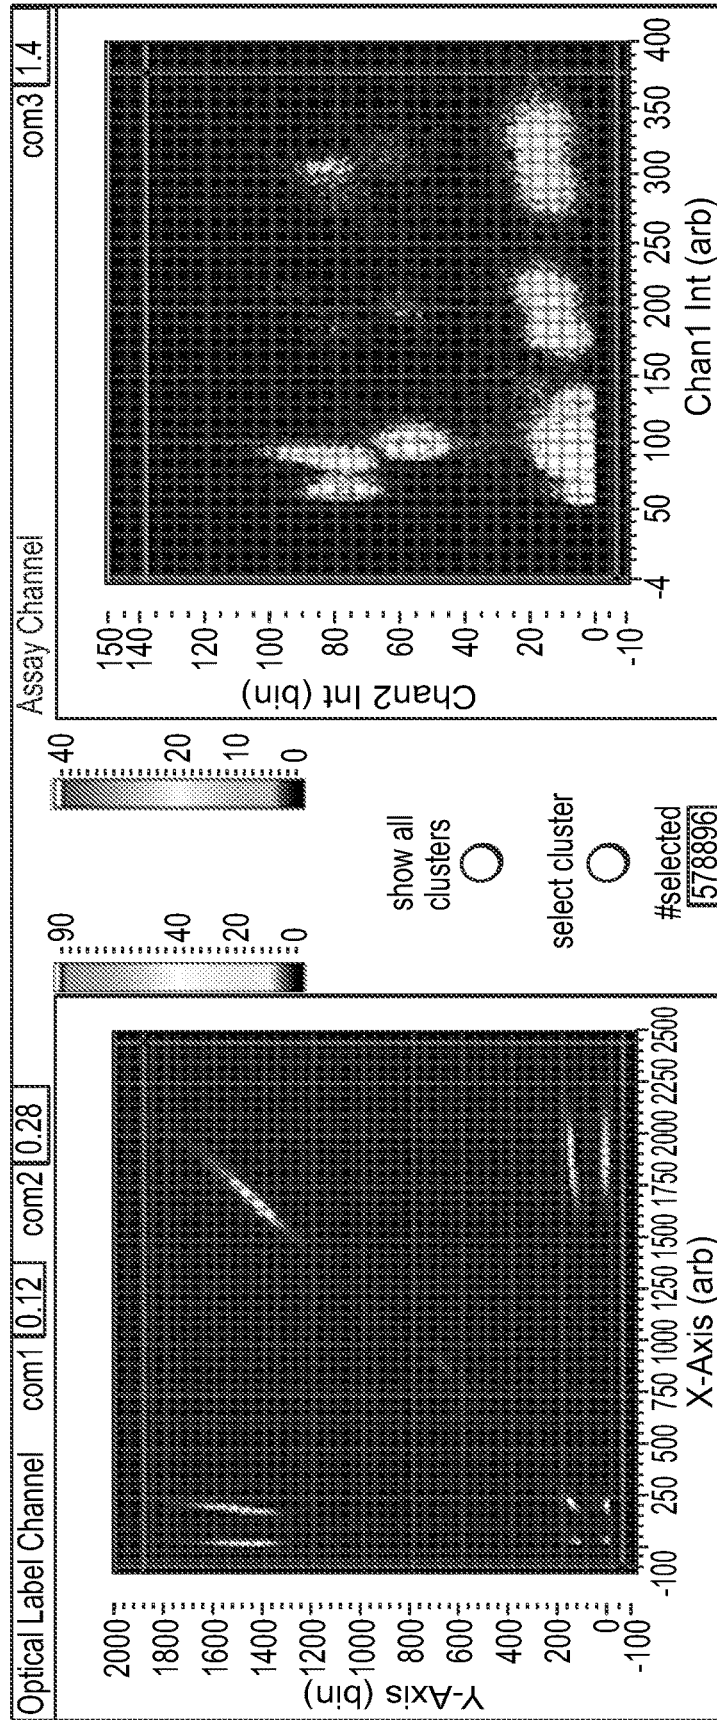 Optical Label Channel com1 0.12 com2 0.28
2000
1800
1600
1400
1200
1000
800
600
400
200
0
-100
Y-Axis (bin)
-100 0 250 500 750 1000 1250 1500 1750 2000 2250 2500
X-Axis (arb)
90
40
20
0
40
20
10
0
show all
clusters
select cluster
#selected
578896
Assay Channel com3 1.4
150
140
100
80
60
40
20
0
-10
Chan2 Int (bin)
-4 50 100 150 200 250 300 350 400
Chan1 Int (arb)